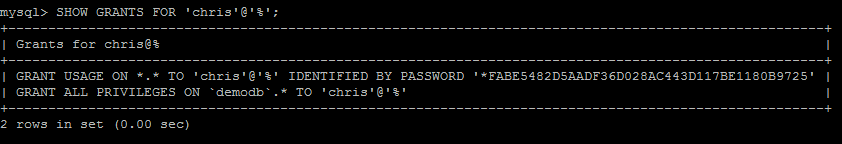 mysql> SHOW GRANTS FOR 'chris'@'%';
+------------------------------------------------------------------------------------------------------+
| Grants for chris@%                                                                                   |
+------------------------------------------------------------------------------------------------------+
| GRANT USAGE ON *.* TO 'chris'@'%' IDENTIFIED BY PASSWORD '*FABE5482D5AADF36D028AC443D117BE1180B9725' |
| GRANT ALL PRIVILEGES ON `demodb`.* TO 'chris'@'%'                                                    |
+------------------------------------------------------------------------------------------------------+
2 rows in set (0.00 sec)